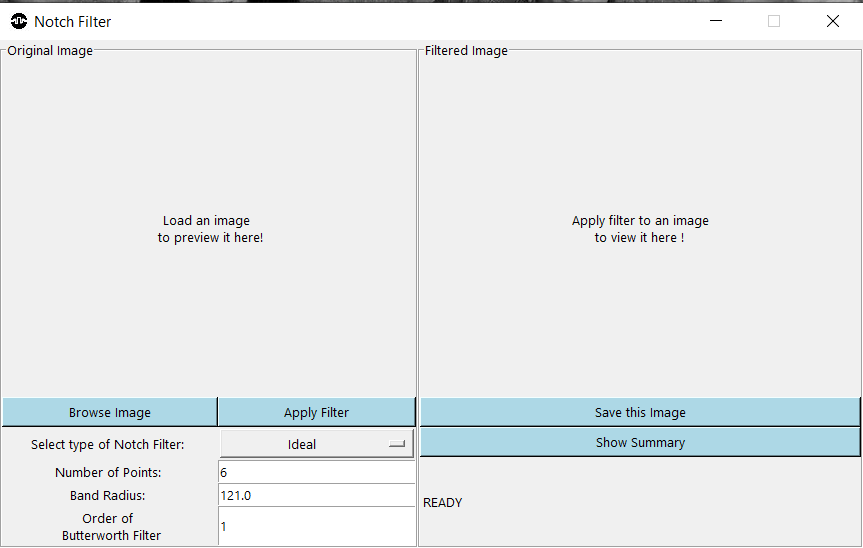 Notch Filter
Original Image
Filtered Image
Load an image
to preview it here!
Apply filter to an image
to view it here !
Browse Image
Apply Filter
Save this Image
Select type of Notch Filter:
Ideal
Show Summary
Number of Points:
6
Band Radius:
121.0
READY
Order of
Butterworth Filter
1